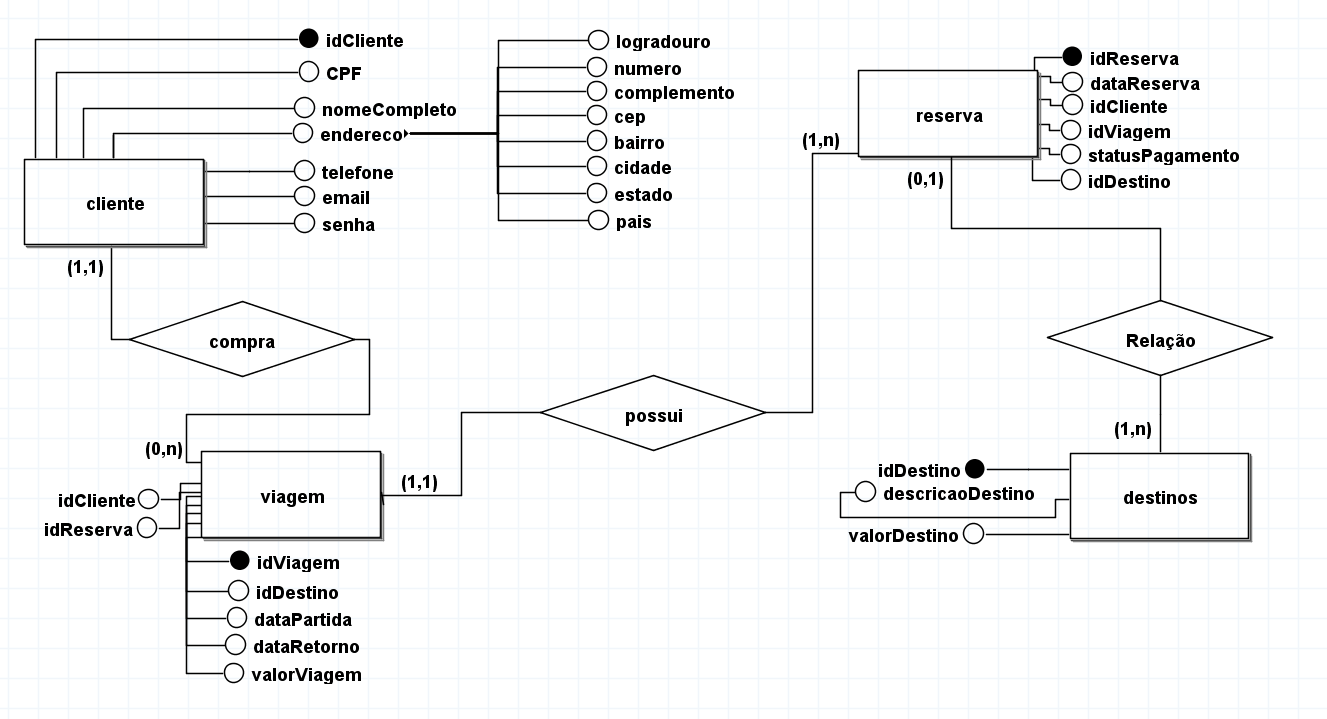 idCliente
CPF
nomeCompleto
endereco
telefone
email
senha
cliente
logradouro
numero
complemento
cep
bairro
cidade
estado
pais
reserva
idReserva
dataReserva
idCliente
idViagem
statusPagamento
idDestino
(1,n)
(0,1)
(1,1)
compra
Relação
possui
(0,n)
(1,1)
(1,n)
viagem
idCliente
idReserva
idViagem
idDestino
dataPartida
dataRetorno
valorViagem
idDestino
descricaoDestino
valorDestino
destinos